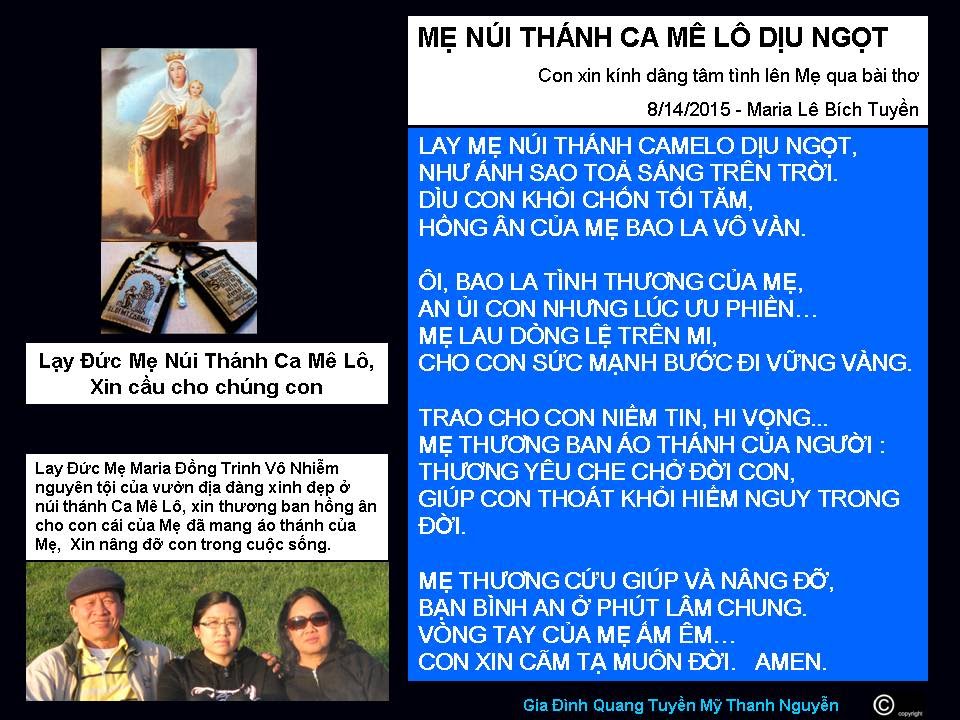 MẸ NÚI THÁNH CA MÊ LÔ DỊU NGỌT
Con xin kính dâng tâm tình lên Mẹ qua bài thơ
8/14/2015 - Maria Lê Bích Tuyền
LAY MẸ NÚI THÁNH CAMELO DỊU NGỌT,
NHƯ ÁNH SAO TOẢ SÁNG TRÊN TRỜI.
DÌU CON KHỎI CHỐN TỐI TĂM,
HỒNG ÂN CỦA MẸ BAO LA VÔ VÀN.
ÔI, BAO LA TÌNH THƯƠNG CỦA MẸ,
AN ỦI CON NHƯNG LÚC ƯU PHIỀN...
MẸ LAU DÒNG LỆ TRÊN MI,
CHO CON SỨC MẠNH BƯỚC ĐI VỮNG VÀNG.
TRAO CHO CON NIỀM TIN, HI VỌNG...
MẸ THƯƠNG BAN ÁO THÁNH CỦA NGƯỜI :
THƯƠNG YÊU CHE CHỞ ĐỜI CON,
GIÚP CON THOÁT KHỎI HIỂM NGUY TRONG
ĐỜI.
MẸ THƯƠNG CỨU GIÚP VÀ NÂNG ĐỠ,
BẠN BÌNH AN Ở PHÚT LÂM CHUNG.
VÒNG TAY CỦA MẸ ẤM ÊM...
CON XIN CÃM TẠ MUÔN ĐỜI. AMEN.
Lạy Đức Mẹ Núi Thánh Ca Mê Lô,
Xin cầu cho chúng con
Lay Đức Mẹ Maria Đồng Trinh Vô Nhiễm
nguyên tội của vườn địa đàng xinh đẹp ở
núi thánh Ca Mê Lô, xin thương ban hồng ân
cho con cái của Mẹ đã mang áo thánh của
Mẹ, Xin nâng đỡ con trong cuộc sống.
Gia Đình Quang Tuyền Mỹ Thanh Nguyễn
© copyright